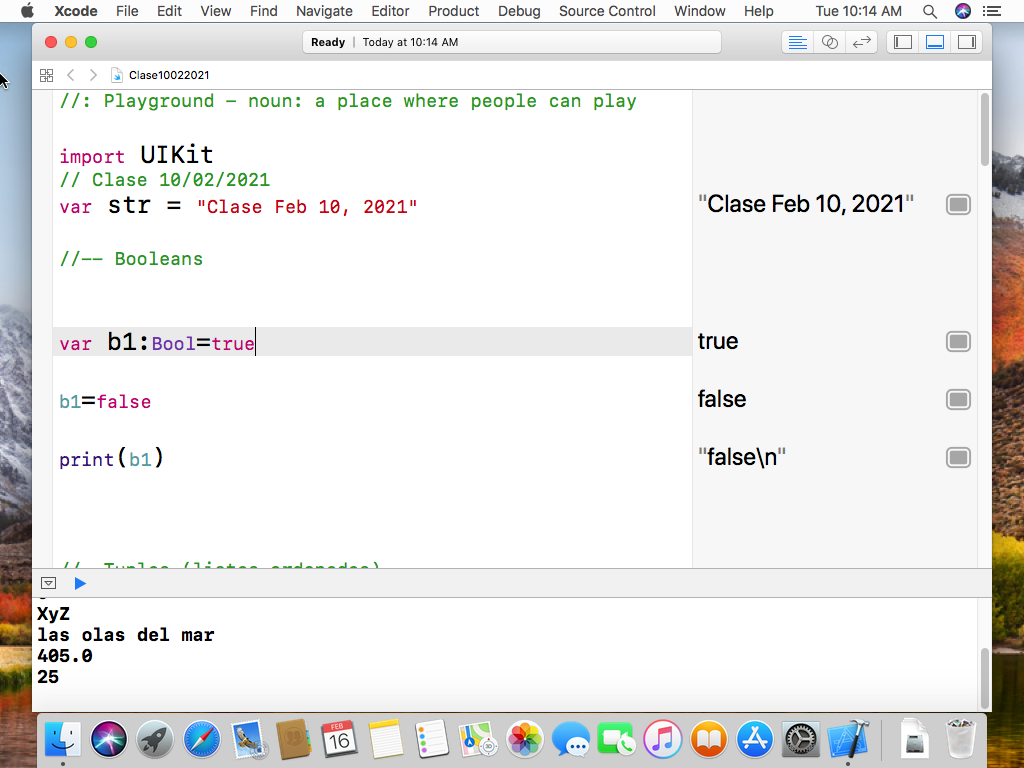 Xcode File Edit View Find Navigate Editor Product Debug Source Control Window Help Tue 10:14 AM
Ready | Today at 10:14 AM
Clase10022021
//: Playground – noun: a place where people can play
import UIKit
// Clase 10/02/2021
var str = "Clase Feb 10, 2021"
"Clase Feb 10, 2021"
//-- Booleans
var b1:Bool=true
true
b1=false
false
print(b1)
"false\n"
XyZ
las olas del mar
405.0
25
FEB
16